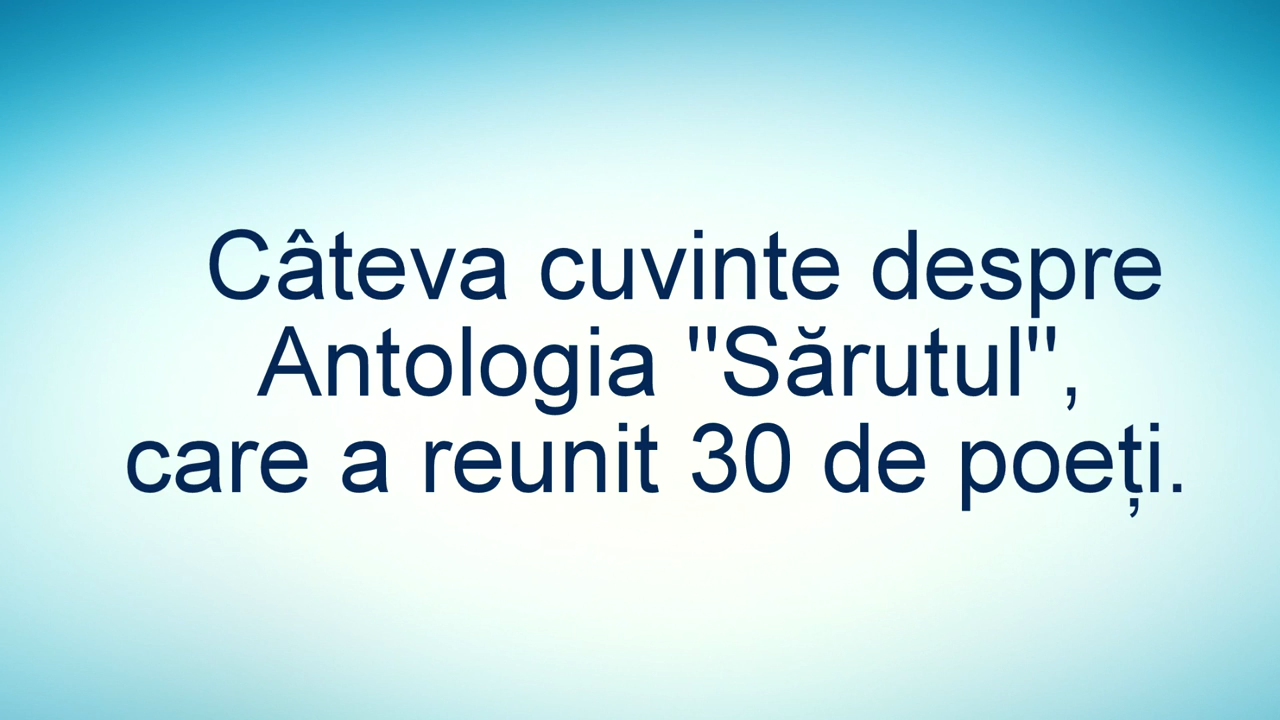 Câteva cuvinte despre
Antologia "Sărutul",
care a reunit 30 de poeți.